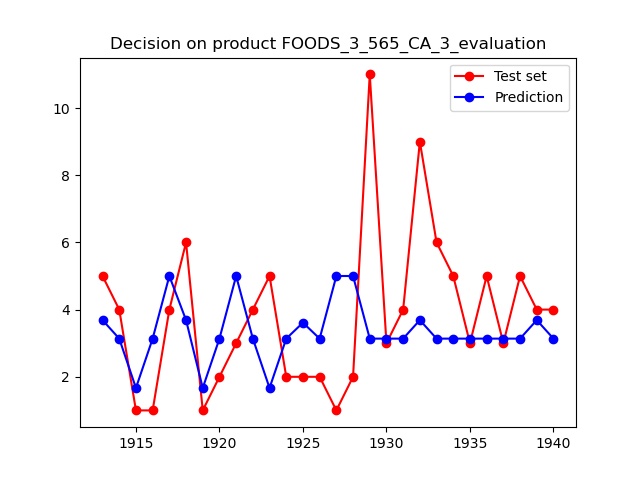 Decision on product FOODS_3_565_CA_3_evaluation
Test set
Prediction
10
8
6
4
2
1915 1920 1925 1930 1935 1940